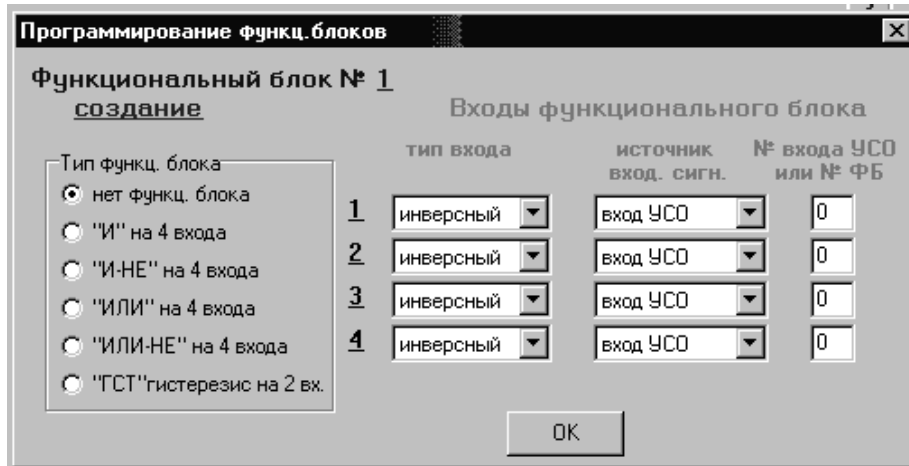 Программирование функц.блоков
Функциональный блок № 1
создание
Входы функционального блока
тип входа
источник вход. сигн.
№ входа УСО или № ФБ
Тип функц. блока
нет функц. блока
"И" на 4 входа
"И-НЕ" на 4 входа
"ИЛИ" на 4 входа
"ИЛИ-НЕ" на 4 входа
"ГСТ"гистерезис на 2 вх.
1 инверсный вход УСО 0
2 инверсный вход УСО 0
3 инверсный вход УСО 0
4 инверсный вход УСО 0
OK